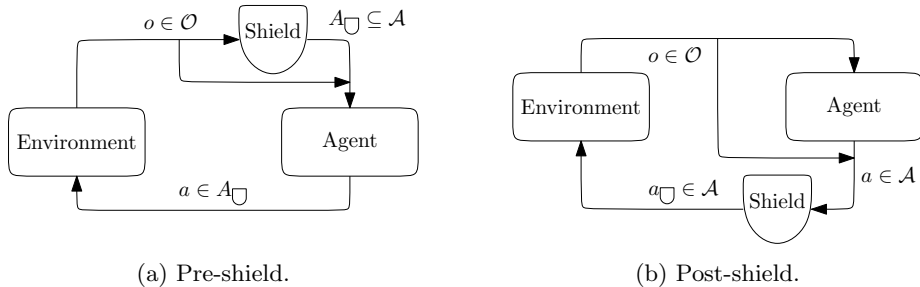 o ∈ 𝒪
Shield
A_⛉ ⊆ 𝒜
Environment
Agent
a ∈ A_⛉
(a) Pre-shield.
o ∈ 𝒪
Environment
Agent
a ∈ 𝒜
a_⛉ ∈ 𝒜
Shield
(b) Post-shield.